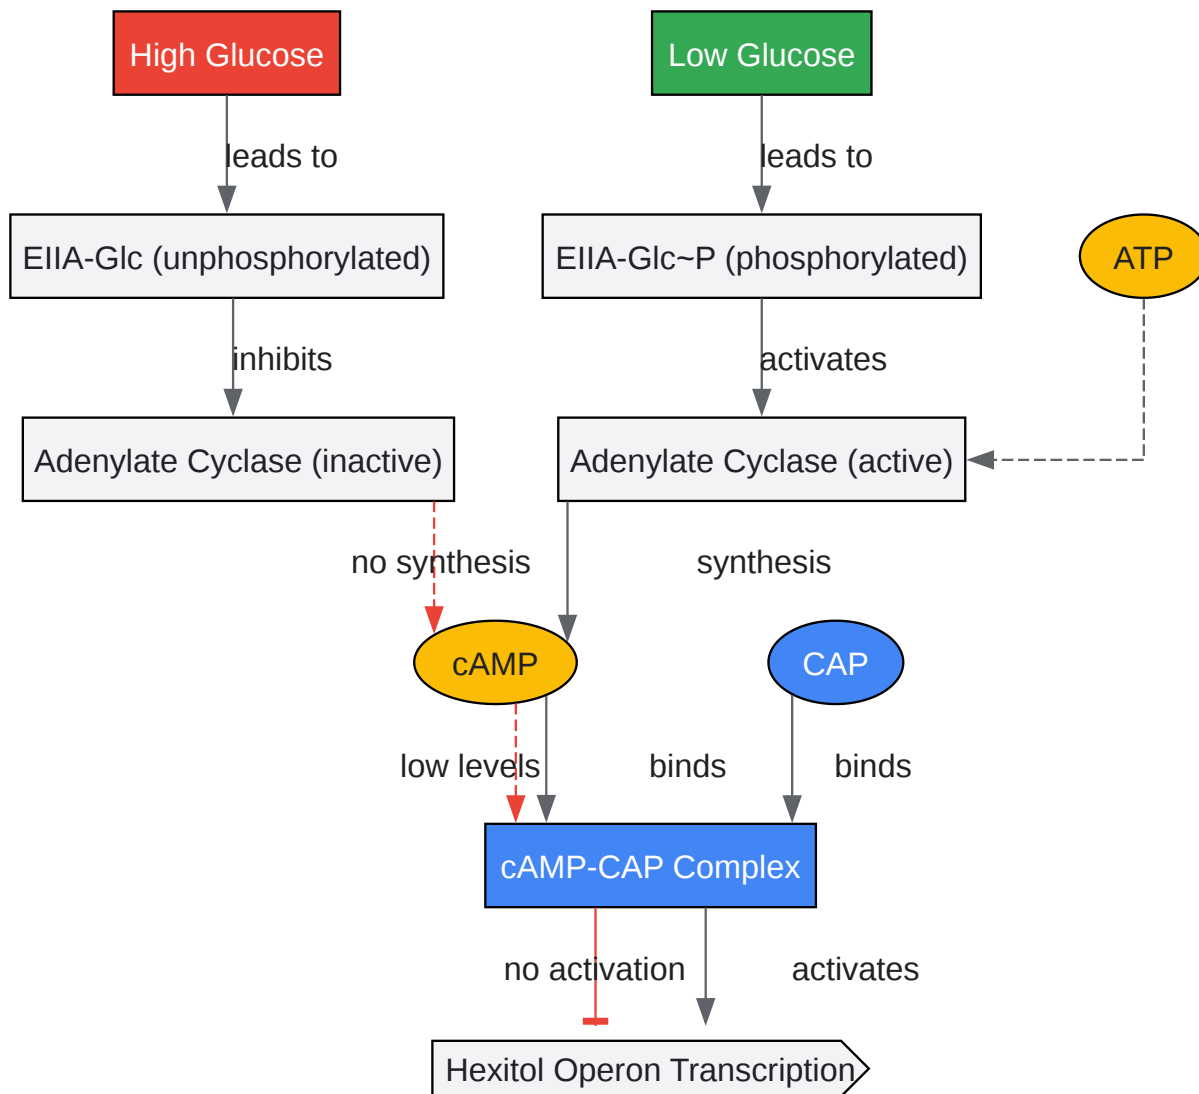 High Glucose
Low Glucose
leads to
leads to
EIIA-Glc (unphosphorylated)
EIIA-Glc~P (phosphorylated)
ATP
inhibits
activates
Adenylate Cyclase (inactive)
Adenylate Cyclase (active)
no synthesis
synthesis
cAMP
CAP
low levels
binds
binds
cAMP-CAP Complex
no activation
activates
Hexitol Operon Transcription